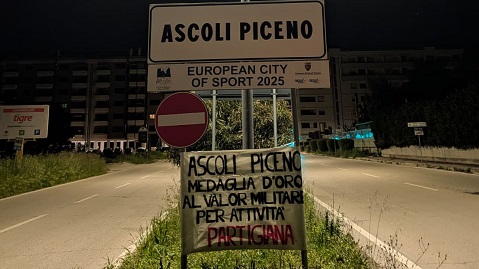 ASCOLI PICENO
EUROPEAN CITY
OF SPORT 2025
tigre
ASCOLI PICENO
MEDAGLIA D'ORO
AL VALOR MILITARE
PER ATTIVITÀ
PARTIGIANA